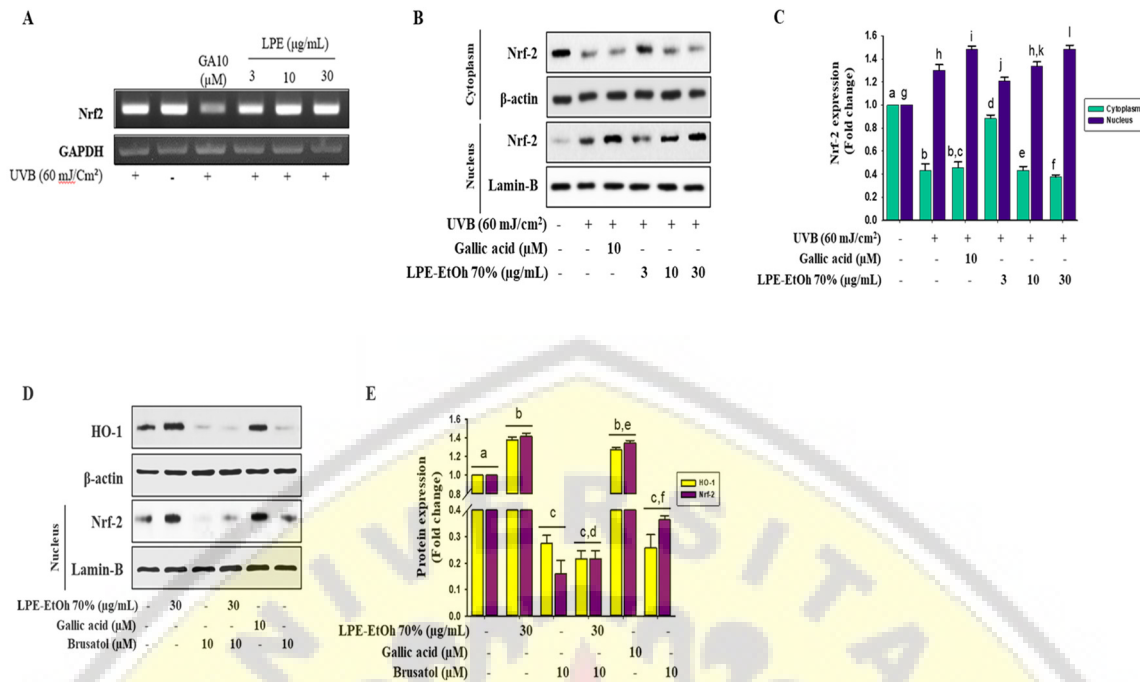 A
LPE (µg/mL)
GA10
(µM)
3 10 30
Nrf2
GAPDH
UVB (60 mJ/Cm²) + - + + + +
B
Cytoplasm
Nrf-2
β-actin
Nucleus
Nrf-2
Lamin-B
UVB (60 mJ/cm²) - + + + + +
Gallic acid (µM) - - 10 - - -
LPE-EtOh 70% (µg/mL) - - - 3 10 30
C
Nrf-2 expression
(Fold change)
1.6
1.4
1.2
1.0
0.8
0.6
0.4
0.2
0.0
a g b h b,c i d j e h,k f l
Cytoplasm
Nucleus
UVB (60 mJ/cm²) - + + + + +
Gallic acid (µM) - - 10 - - -
LPE-EtOh 70% (µg/mL) - - - 3 10 30
D
HO-1
β-actin
Nucleus
Nrf-2
Lamin-B
LPE-EtOh 70% (µg/mL) - 30 - 30 - -
Gallic acid (µM) - - - - 10 -
Brusatol (µM) - - 10 10 - 10
E
Protein expression
(Fold change)
1.6
1.4
1.2
1.0
0.8
0.4
0.3
0.2
0.1
0.0
a b c c,d b,e c,f
HO-1
Nrf-2
LPE-EtOh 70% (µg/mL) - 30 - 30 - -
Gallic acid (µM) - - - - 10 -
Brusatol (µM) - - 10 10 - 10
NIVERSITA